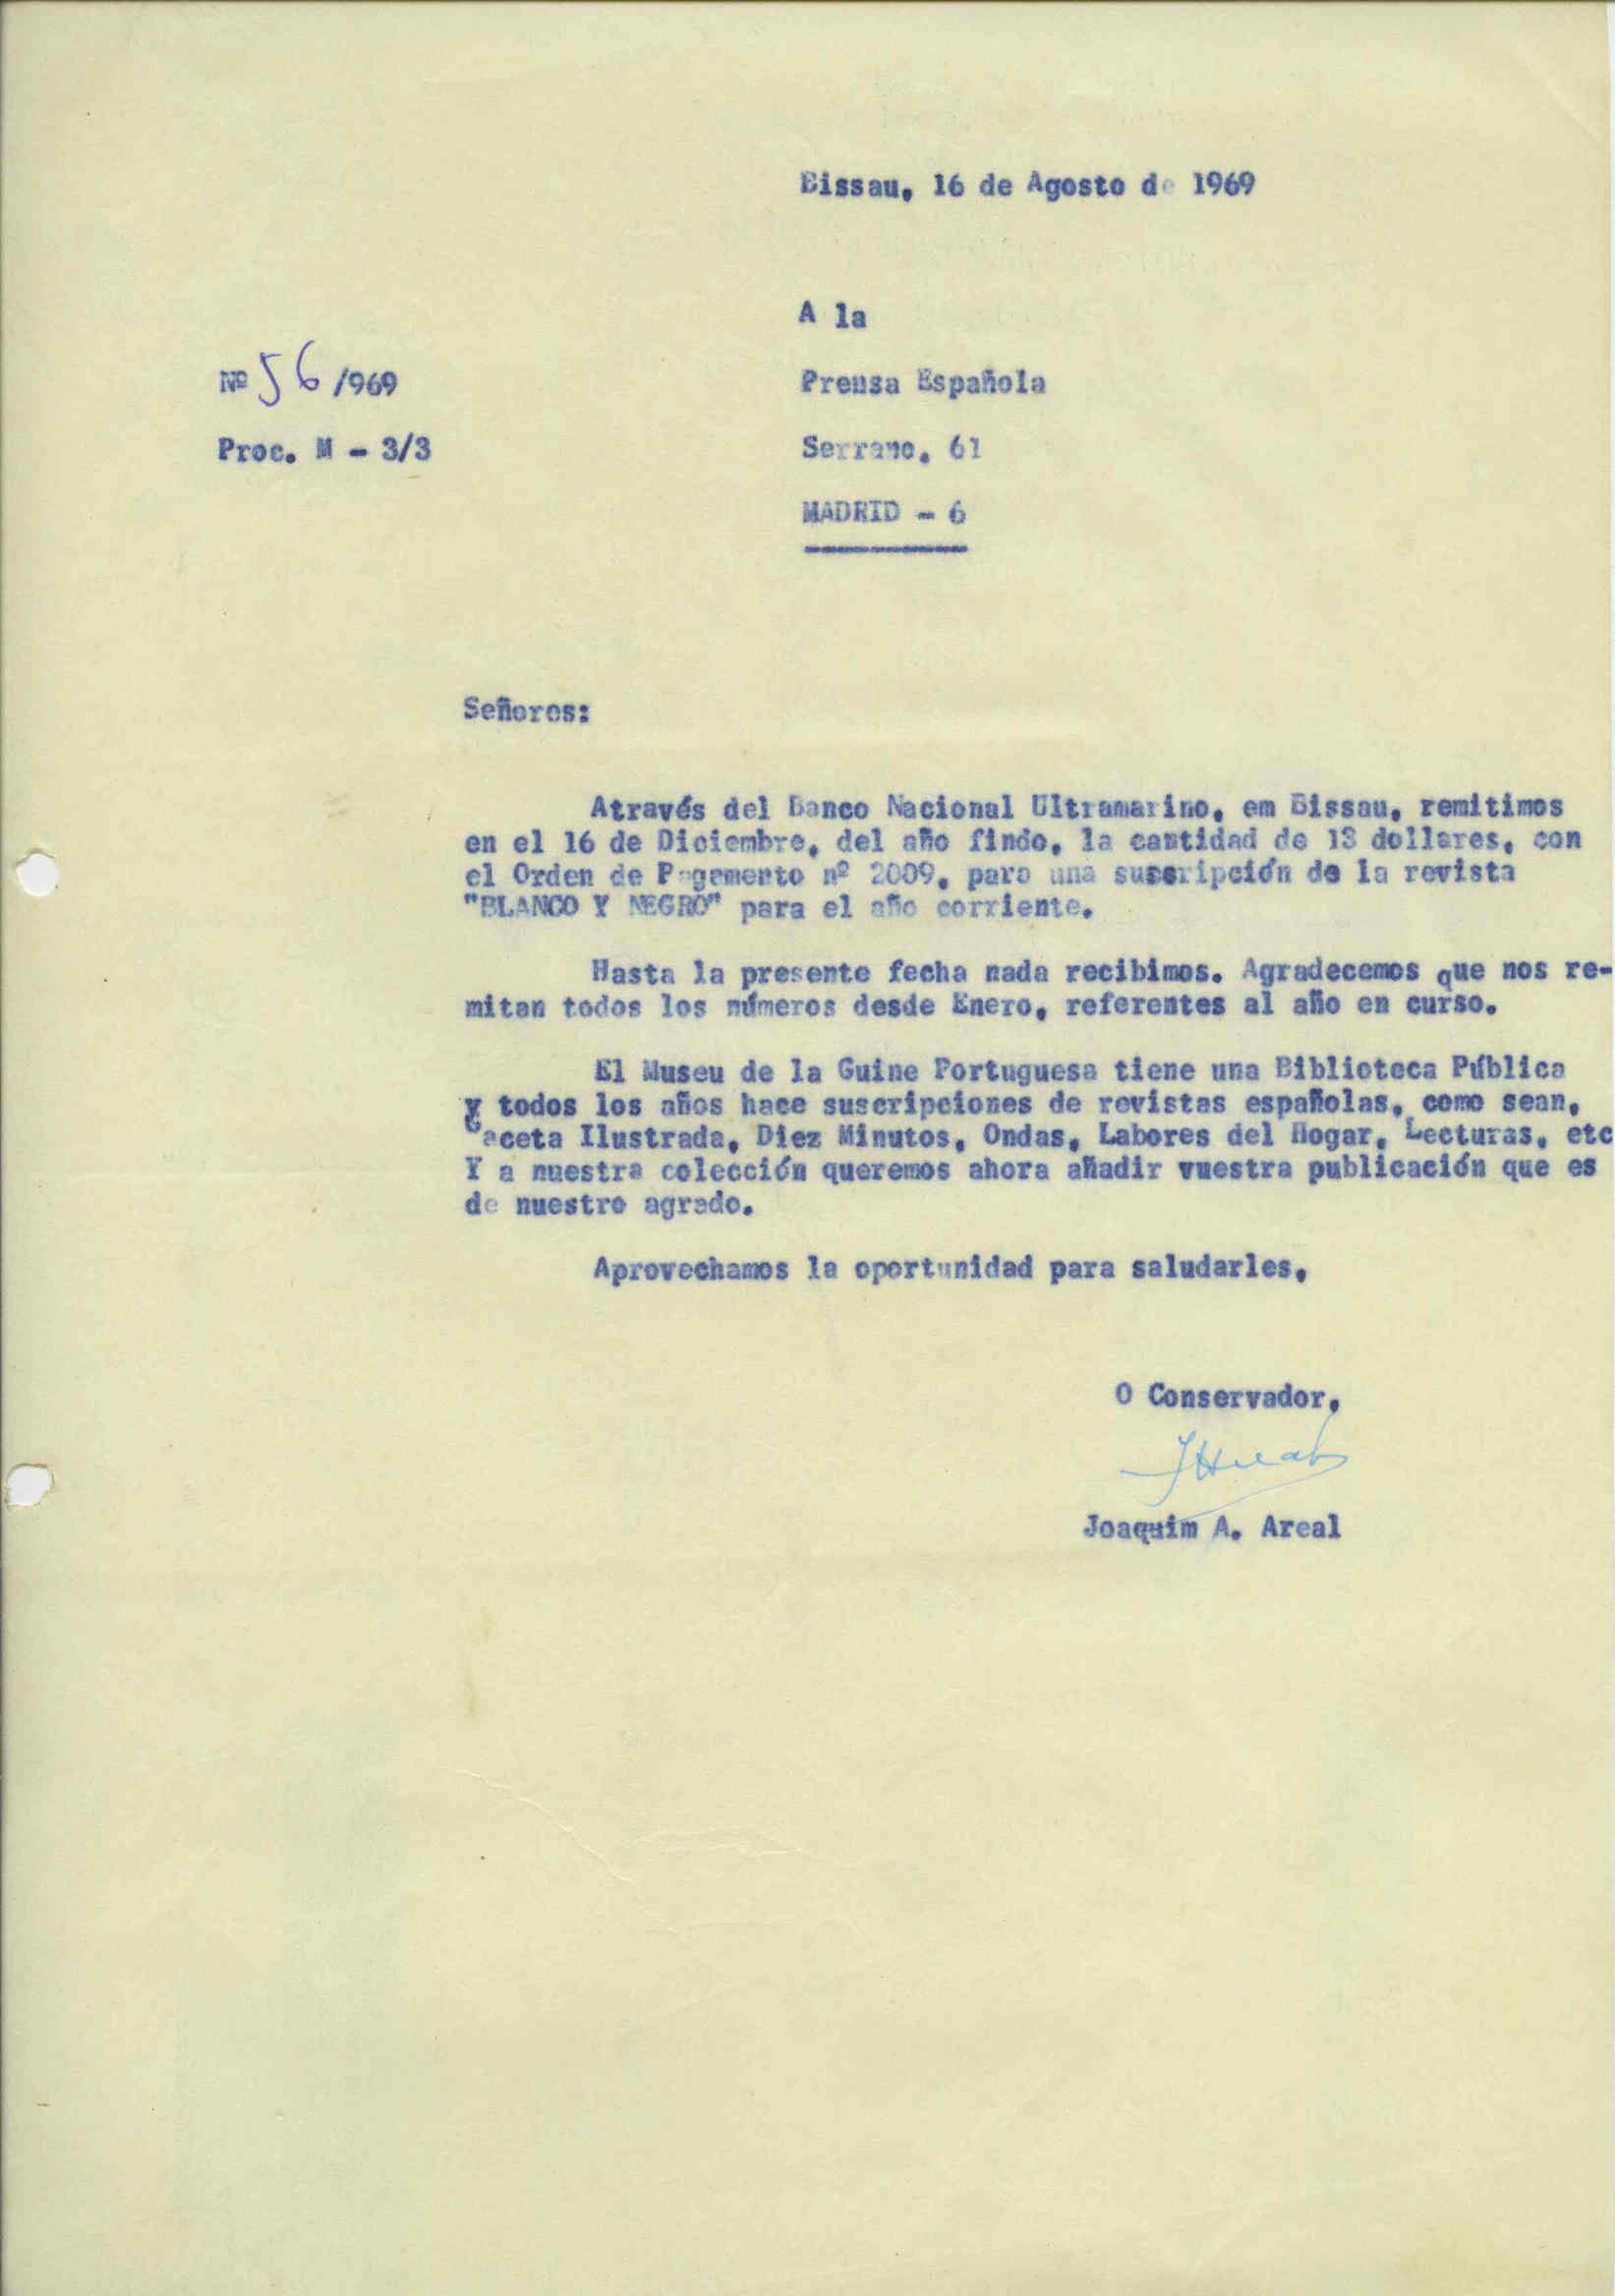 Bissau, 16 de Agosto de 1969
A la
Nº 56/969
Prensa Española
Proc. M - 3/3
Serrano, 61
MADRID - 6
Señores:
Através del Banco Nacional Ultramarino, em Bissau, remitimos
en el 16 de Diciembre, del año findo, la cantidad de 13 dollares, con
el Orden de Pagamento nº 2009, para una suscripción de la revista
"BLANCO Y NEGRO" para el año corriente.
Hasta la presente fecha nada recibimos. Agradecemos que nos re-
mitan todos los números desde Enero, referentes al año en curso.
El Museu de la Guine Portuguesa tiene una Biblioteca Pública
y todos los años hace suscripciones de revistas españolas, como sean,
Gaceta Ilustrada, Diez Minutos, Ondas, Labores del Hogar, Lecturas, etc
Y a nuestra colección queremos ahora añadir vuestra publicación que es
de nuestro agrado.
Aprovechamos la oportunidad para saludarles,
O Conservador,
Joaquim A. Areal